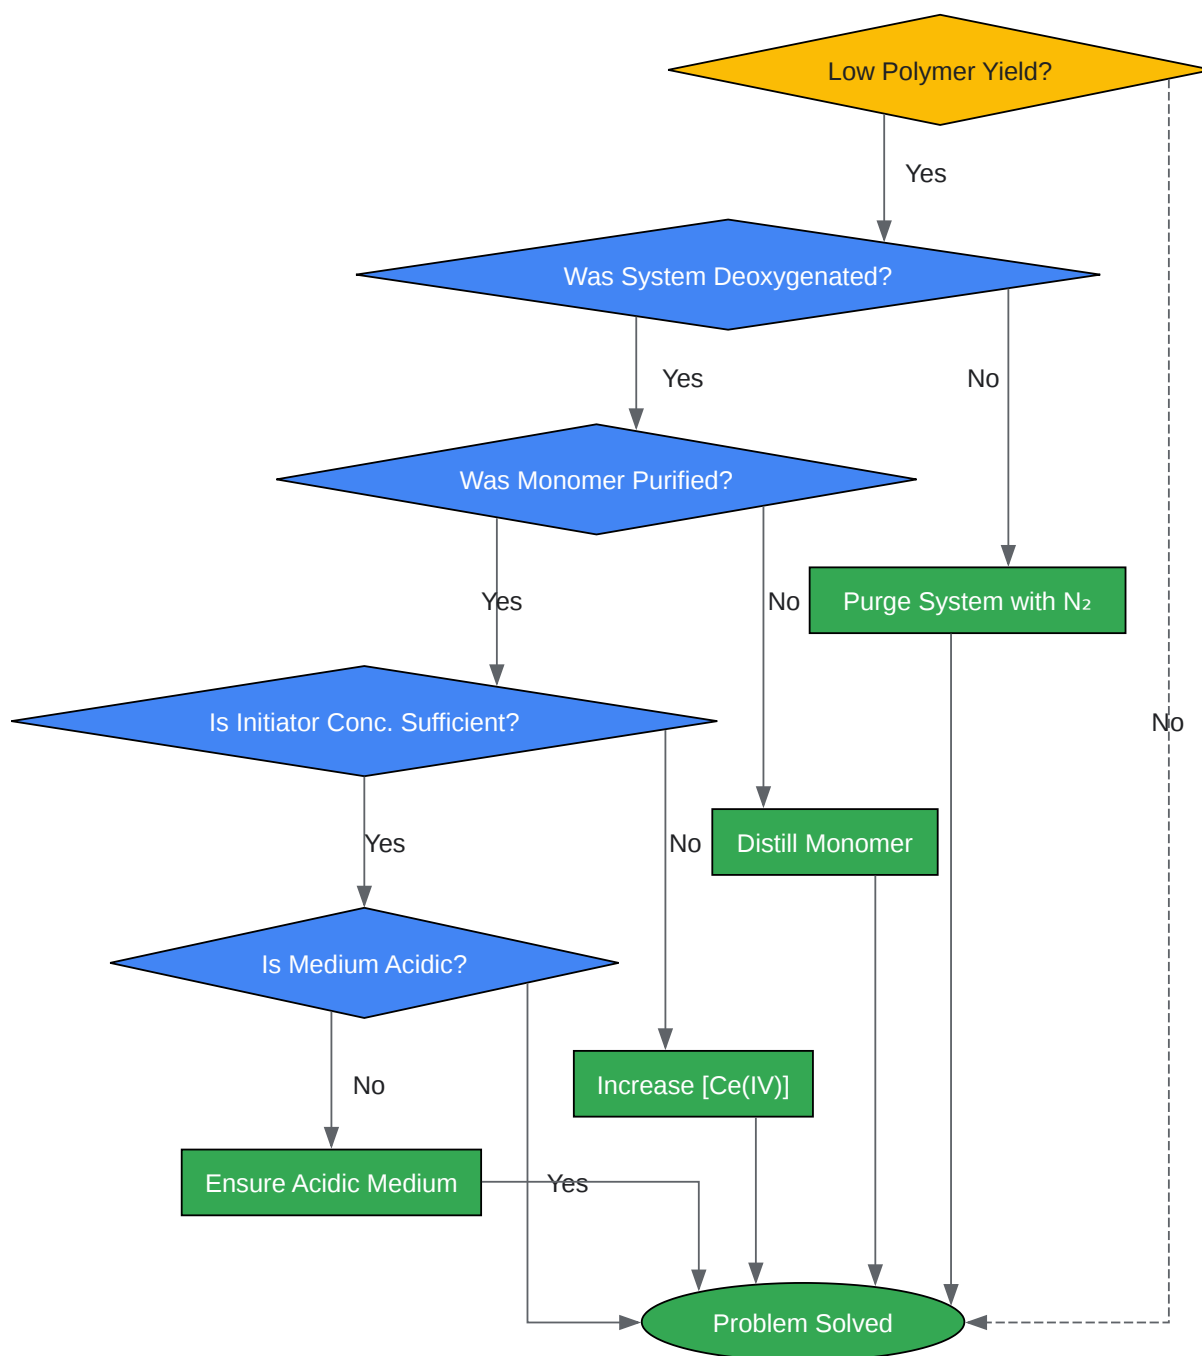 Low Polymer Yield?
Yes
Was System Deoxygenated?
Yes
No
Was Monomer Purified?
Yes
No
Purge System with N₂
Is Initiator Conc. Sufficient?
No
Yes
No
Distill Monomer
Is Medium Acidic?
No
Increase [Ce(IV)]
Ensure Acidic Medium
Yes
Problem Solved